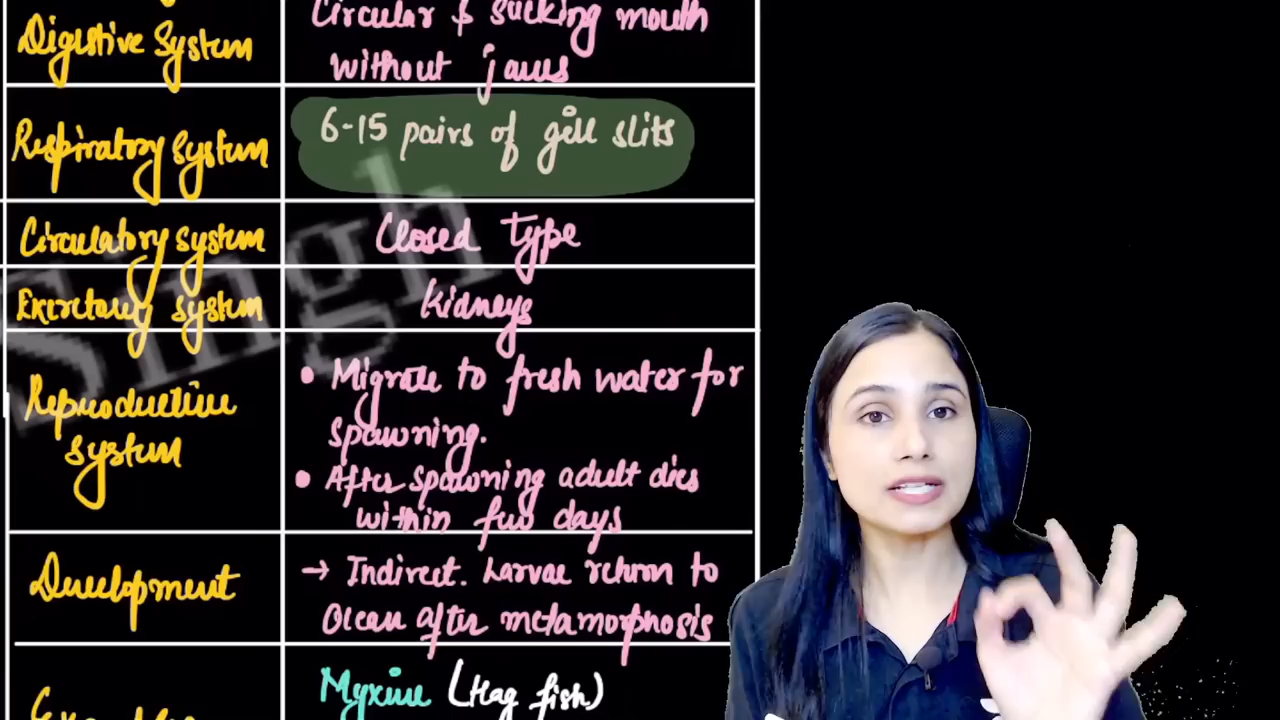 Digestive System
Circular & sucking mouth
without jaws
Respiratory System
6-15 pairs of gill slits
Circulatory system
Closed type
Excretory system
Kidneys
Reproductive
system
• Migrate to fresh water for
spawning.
• After spawning adult dies
within few days
Development
→ Indirect. Larvae return to
Ocean after metamorphosis
Myxine (Hag fish)
Singh